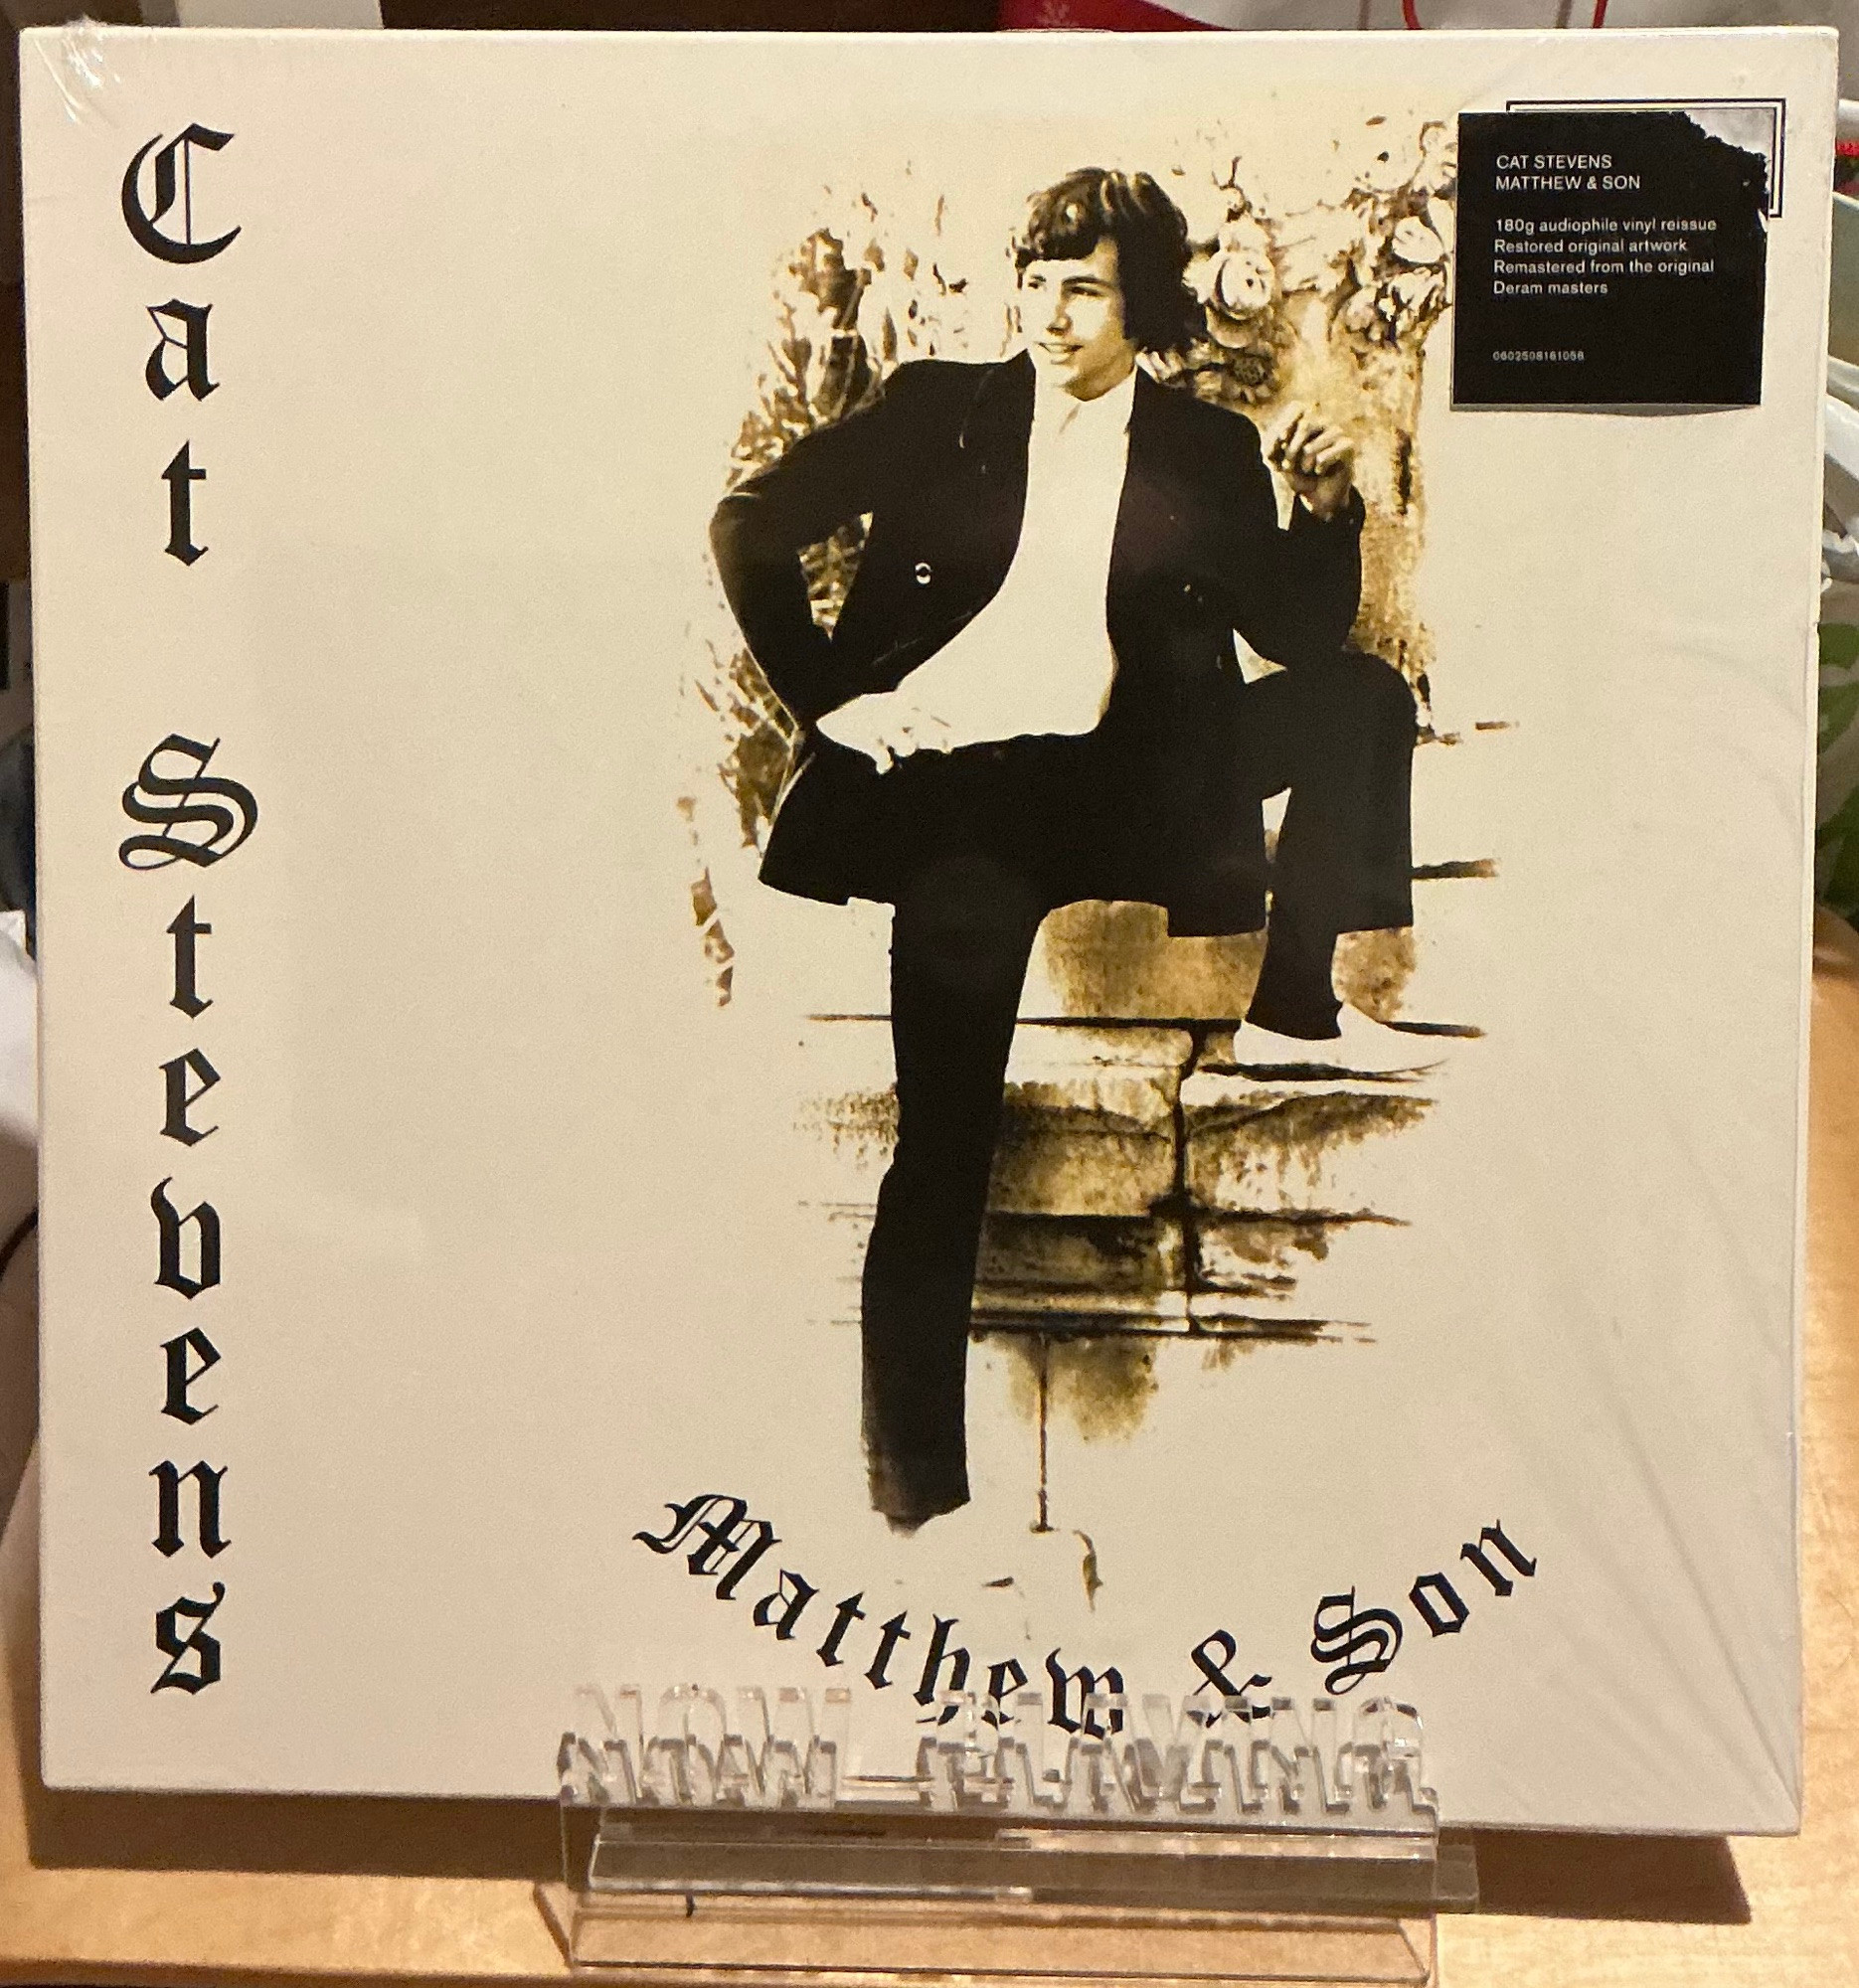 Cat Stevens
CAT STEVENS
MATTHEW & SON
180g audiophile vinyl reissue
Restored original artwork
Remastered from the original
Deram masters
0602508161056
Matthew & Son
NOW PLAYING